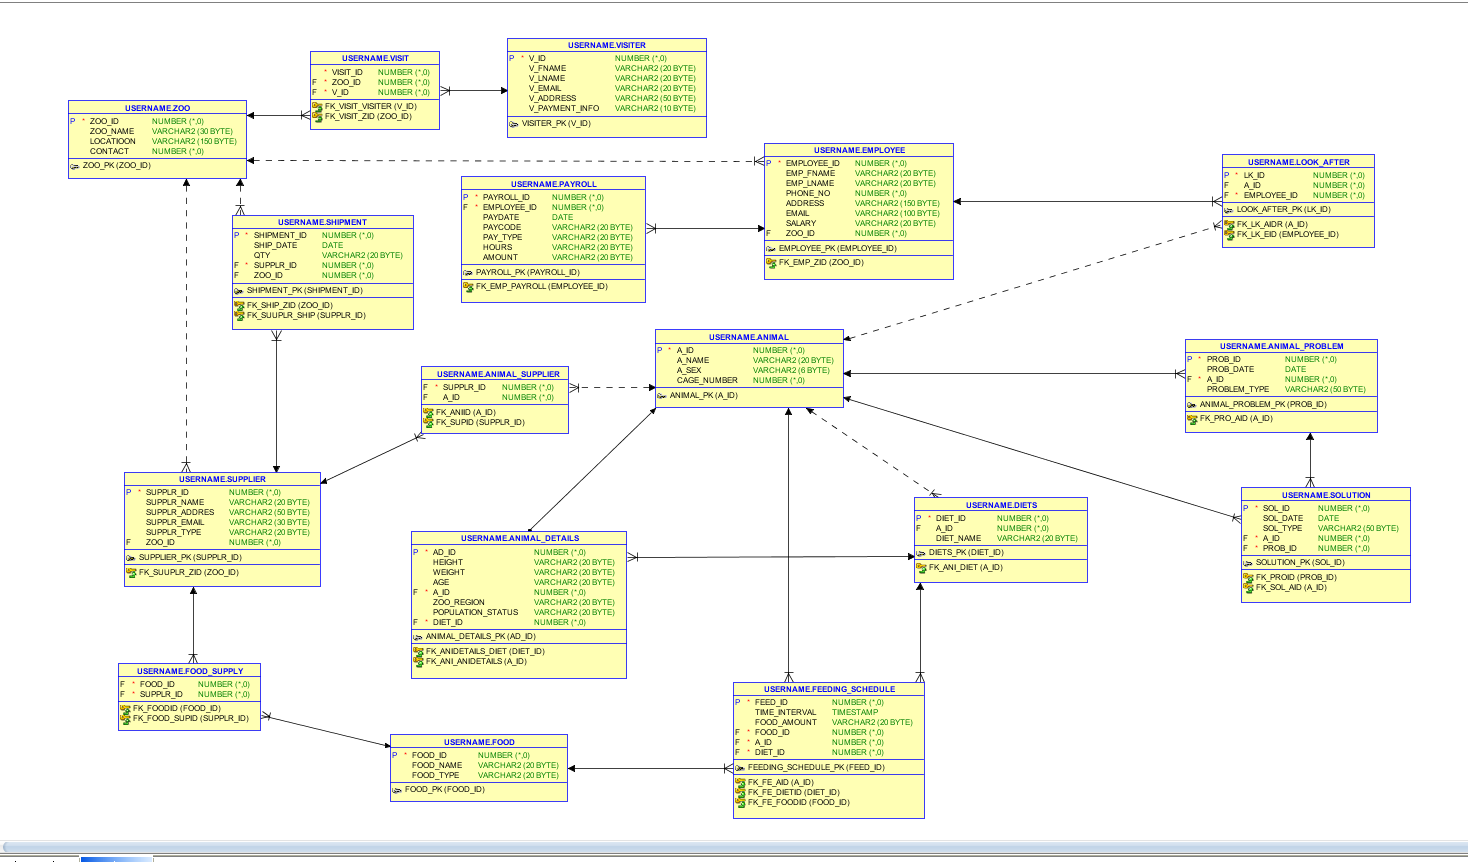 USERNAME.VISIT
* VISIT_ID NUMBER (*,0)
F * ZOO_ID NUMBER (*,0)
F * V_ID NUMBER (*,0)
FK_VISIT_VISITER (V_ID)
FK_VISIT_ZID (ZOO_ID)
USERNAME.VISITER
P * V_ID NUMBER (*,0)
V_FNAME VARCHAR2 (20 BYTE)
V_LNAME VARCHAR2 (20 BYTE)
V_EMAIL VARCHAR2 (20 BYTE)
V_ADDRESS VARCHAR2 (50 BYTE)
V_PAYMENT_INFO VARCHAR2 (10 BYTE)
VISITER_PK (V_ID)
USERNAME.ZOO
P * ZOO_ID NUMBER (*,0)
ZOO_NAME VARCHAR2 (30 BYTE)
LOCATIOON VARCHAR2 (150 BYTE)
CONTACT NUMBER (*,0)
ZOO_PK (ZOO_ID)
USERNAME.EMPLOYEE
P * EMPLOYEE_ID NUMBER (*,0)
EMP_FNAME VARCHAR2 (20 BYTE)
EMP_LNAME VARCHAR2 (20 BYTE)
PHONE_NO NUMBER (*,0)
ADDRESS VARCHAR2 (150 BYTE)
EMAIL VARCHAR2 (100 BYTE)
SALARY VARCHAR2 (20 BYTE)
F ZOO_ID NUMBER (*,0)
EMPLOYEE_PK (EMPLOYEE_ID)
FK_EMP_ZID (ZOO_ID)
USERNAME.LOOK_AFTER
P * LK_ID NUMBER (*,0)
F A_ID NUMBER (*,0)
F * EMPLOYEE_ID NUMBER (*,0)
LOOK_AFTER_PK (LK_ID)
FK_LK_AIDR (A_ID)
FK_LK_EID (EMPLOYEE_ID)
USERNAME.PAYROLL
P * PAYROLL_ID NUMBER (*,0)
F * EMPLOYEE_ID NUMBER (*,0)
PAYDATE DATE
PAYCODE VARCHAR2 (20 BYTE)
PAY_TYPE VARCHAR2 (20 BYTE)
HOURS VARCHAR2 (20 BYTE)
AMOUNT VARCHAR2 (20 BYTE)
PAYROLL_PK (PAYROLL_ID)
FK_EMP_PAYROLL (EMPLOYEE_ID)
USERNAME.SHIPMENT
P * SHIPMENT_ID NUMBER (*,0)
SHIP_DATE DATE
QTY VARCHAR2 (20 BYTE)
F * SUPPLR_ID NUMBER (*,0)
F ZOO_ID NUMBER (*,0)
SHIPMENT_PK (SHIPMENT_ID)
FK_SHIP_ZID (ZOO_ID)
FK_SUUPLR_SHIP (SUPPLR_ID)
USERNAME.ANIMAL
P * A_ID NUMBER (*,0)
A_NAME VARCHAR2 (20 BYTE)
A_SEX VARCHAR2 (6 BYTE)
CAGE_NUMBER NUMBER (*,0)
ANIMAL_PK (A_ID)
USERNAME.ANIMAL_PROBLEM
P * PROB_ID NUMBER (*,0)
PROB_DATE DATE
F * A_ID NUMBER (*,0)
PROBLEM_TYPE VARCHAR2 (50 BYTE)
ANIMAL_PROBLEM_PK (PROB_ID)
FK_PRO_AID (A_ID)
USERNAME.ANIMAL_SUPPLIER
F * SUPPLR_ID NUMBER (*,0)
F A_ID NUMBER (*,0)
FK_ANIID (A_ID)
FK_SUPID (SUPPLR_ID)
USERNAME.SUPPLIER
P * SUPPLR_ID NUMBER (*,0)
SUPPLR_NAME VARCHAR2 (20 BYTE)
SUPPLR_ADDRES VARCHAR2 (50 BYTE)
SUPPLR_EMAIL VARCHAR2 (30 BYTE)
SUPPLR_TYPE VARCHAR2 (20 BYTE)
F ZOO_ID NUMBER (*,0)
SUPPLIER_PK (SUPPLR_ID)
FK_SUUPLR_ZID (ZOO_ID)
USERNAME.SOLUTION
P * SOL_ID NUMBER (*,0)
SOL_DATE DATE
SOL_TYPE VARCHAR2 (50 BYTE)
F * A_ID NUMBER (*,0)
F * PROB_ID NUMBER (*,0)
SOLUTION_PK (SOL_ID)
FK_PROID (PROB_ID)
FK_SOL_AID (A_ID)
USERNAME.DIETS
P * DIET_ID NUMBER (*,0)
F A_ID NUMBER (*,0)
DIET_NAME VARCHAR2 (20 BYTE)
DIETS_PK (DIET_ID)
FK_ANI_DIET (A_ID)
USERNAME.ANIMAL_DETAILS
P * AD_ID NUMBER (*,0)
HEIGHT VARCHAR2 (20 BYTE)
WEIGHT VARCHAR2 (20 BYTE)
AGE VARCHAR2 (20 BYTE)
F * A_ID NUMBER (*,0)
ZOO_REGION VARCHAR2 (20 BYTE)
POPULATION_STATUS VARCHAR2 (20 BYTE)
F * DIET_ID NUMBER (*,0)
ANIMAL_DETAILS_PK (AD_ID)
FK_ANIDETAILS_DIET (DIET_ID)
FK_ANI_ANIDETAILS (A_ID)
USERNAME.FOOD_SUPPLY
F * FOOD_ID NUMBER (*,0)
F * SUPPLR_ID NUMBER (*,0)
FK_FOODID (FOOD_ID)
FK_FOOD_SUPID (SUPPLR_ID)
USERNAME.FEEDING_SCHEDULE
P * FEED_ID NUMBER (*,0)
TIME_INTERVAL TIMESTAMP
FOOD_AMOUNT VARCHAR2 (20 BYTE)
F * FOOD_ID NUMBER (*,0)
F * A_ID NUMBER (*,0)
F * DIET_ID NUMBER (*,0)
FEEDING_SCHEDULE_PK (FEED_ID)
FK_FE_AID (A_ID)
FK_FE_DIETID (DIET_ID)
FK_FE_FOODID (FOOD_ID)
USERNAME.FOOD
P * FOOD_ID NUMBER (*,0)
FOOD_NAME VARCHAR2 (20 BYTE)
FOOD_TYPE VARCHAR2 (20 BYTE)
FOOD_PK (FOOD_ID)